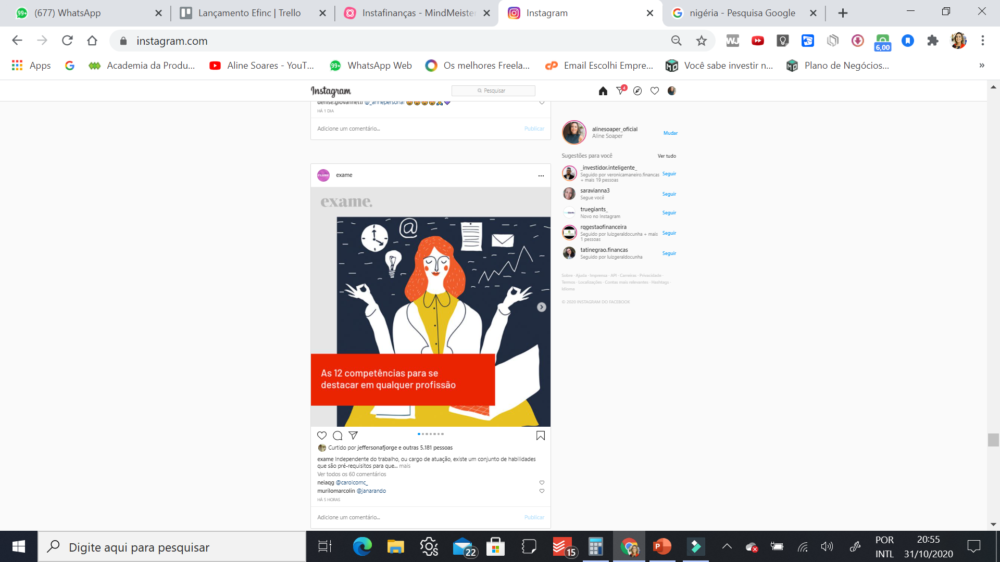 (677) WhatsApp
Lançamento Efinc | Trello
Instafinanças - MindMeister
Instagram
nigéria - Pesquisa Google
instagram.com
6,00
Apps
Academia da Produ...
Aline Soares - YouT...
WhatsApp Web
Os melhores Freela...
Email Escolhi Empre...
Você sabe investir n...
Plano de Negócios...
Instagram
Pesquisar
4
denise.giovannetti @_annepersonal
HÁ 1 DIA
Adicione um comentário...
Publicar
exame
exame.
As 12 competências para se
destacar em qualquer profissão
Curtido por jeffersonafjorge e outras 5.181 pessoas
exame Independente do trabalho, ou cargo de atuação, existe um conjunto de habilidades
que são pré-requisitos para que... mais
Ver todos os 60 comentários
neiaqg @carolcomc_
murilomarcolin @janarando
HÁ 5 HORAS
Adicione um comentário...
Publicar
alinesoaper_oficial
Aline Soaper
Mudar
Sugestões para você
Ver tudo
_investidor.inteligente_
Seguido por veronicamaneiro.financas
+ mais 19 pessoas
Seguir
saravianna3
Segue você
Seguir
truegiants_
Novo no Instagram
Seguir
rqgestaofinanceira
Seguido por luizgeraldocunha + mais
1 pessoas
Seguir
tatinegrao.financas
Seguido por luizgeraldocunha
Seguir
Sobre · Ajuda · Imprensa · API · Carreiras · Privacidade ·
Termos · Localizações · Contas mais relevantes · Hashtags ·
Idioma
© 2020 INSTAGRAM DO FACEBOOK
Digite aqui para pesquisar
22
15
POR
INTL
20:55
31/10/2020